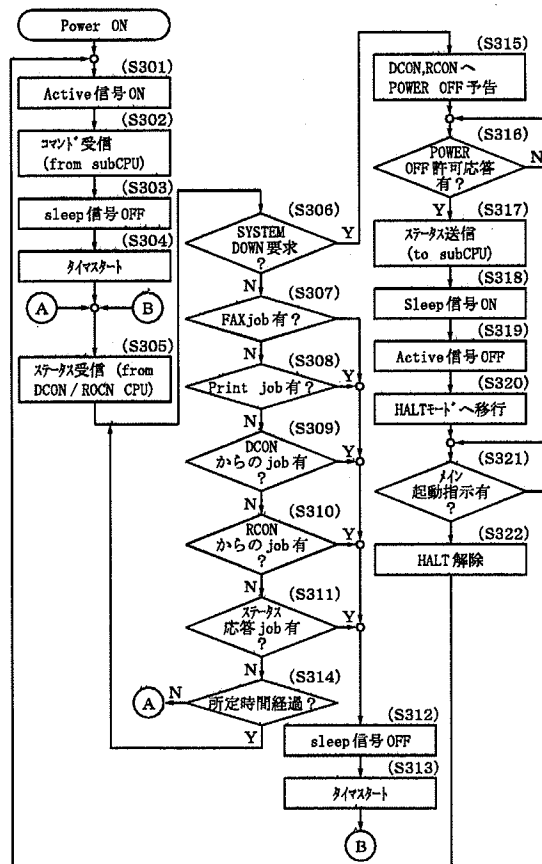 Power ON
(S301)
Active信号ON
(S302)
コマンド受信
(from subCPU)
(S303)
sleep信号OFF
(S304)
タイマスタート
A
B
(S305)
ステータス受信 (from
DCON/ROCN CPU)
(S306)
SYSTEM
DOWN要求
?
Y
N
(S307)
FAXjob有?
N
(S308)
Print job有?
Y
N
(S309)
DCON
からのjob有
?
Y
N
(S310)
RCON
からのjob有
?
Y
N
(S311)
ステータス
応答job有
?
Y
N
(S314)
所定時間経過?
N
A
Y
(S312)
sleep信号OFF
(S313)
タイマスタート
B
(S315)
DCON,RCONへ
POWER OFF予告
(S316)
POWER
OFF許可応答
有?
N
Y
(S317)
ステータス送信
(to subCPU)
(S318)
Sleep信号ON
(S319)
Active信号OFF
(S320)
HALTモードへ移行
(S321)
メイン
起動指示有
?
(S322)
HALT解除